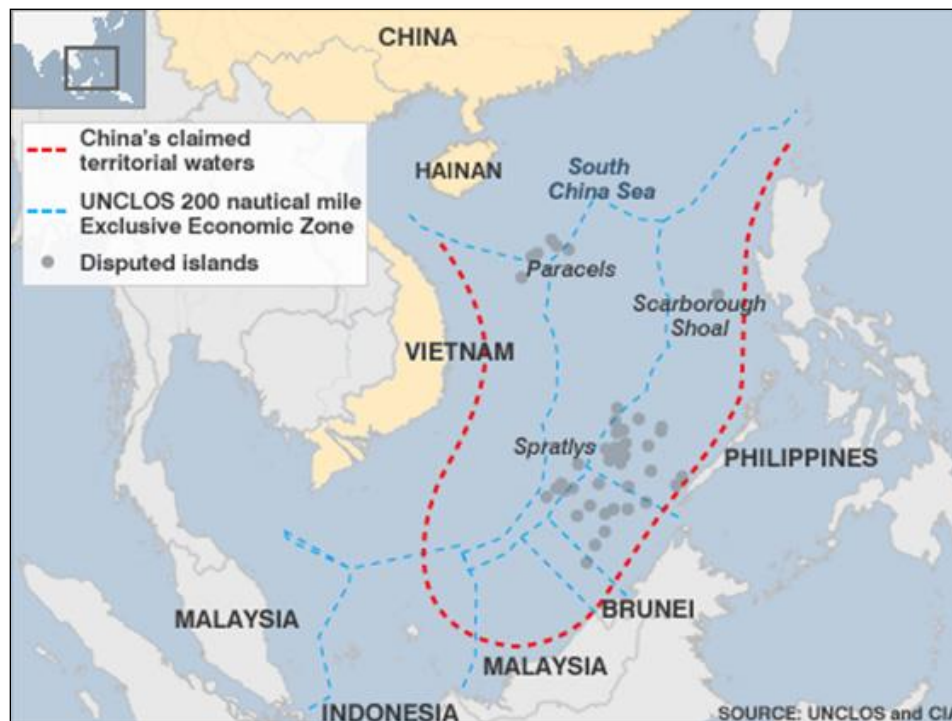 CHINA
China's claimed
territorial waters
UNCLOS 200 nautical mile
Exclusive Economic Zone
Disputed islands
HAINAN
South
China Sea
Paracels
Scarborough
Shoal
VIETNAM
Spratlys
PHILIPPINES
MALAYSIA
BRUNEI
MALAYSIA
INDONESIA
SOURCE: UNCLOS and